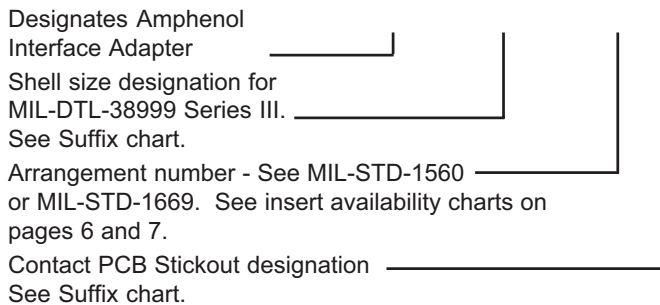 Designates Amphenol
Interface Adapter
Shell size designation for
MIL-DTL-38999 Series III.
See Suffix chart.
Arrangement number - See MIL-STD-1560
or MIL-STD-1669.  See insert availability charts on
pages 6 and 7.
Contact PCB Stickout designation
See Suffix chart.